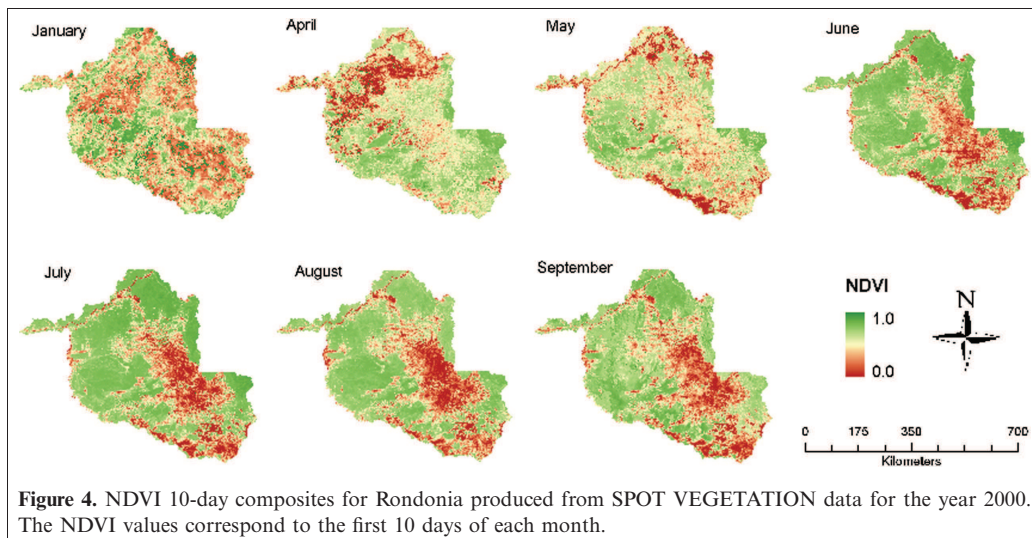 January
April
May
June
July
August
September
NDVI
1.0
0.0
N
0 175 350 700
Kilometers
Figure 4. NDVI 10-day composites for Rondonia produced from SPOT VEGETATION data for the year 2000.
The NDVI values correspond to the first 10 days of each month.